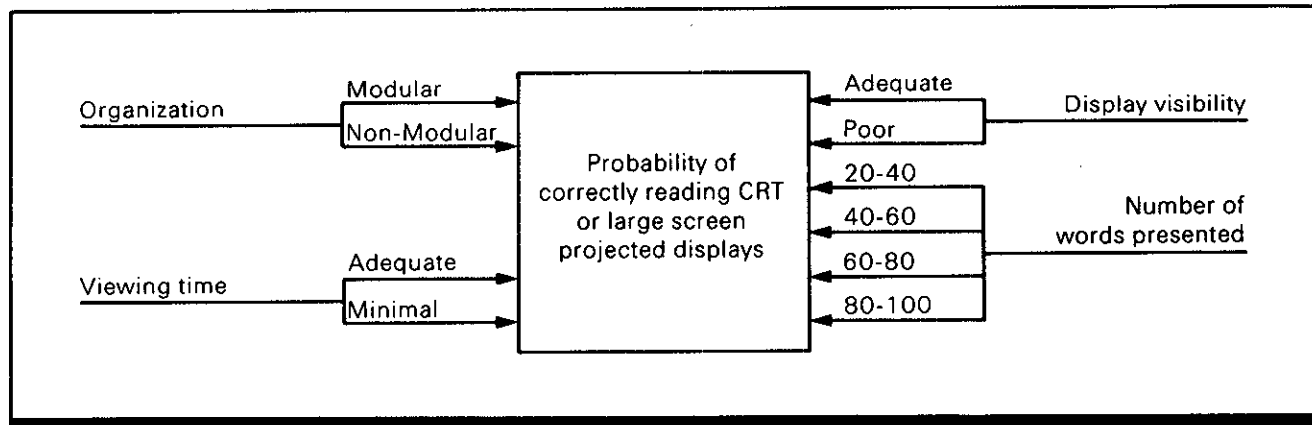 Organization
Modular
Non-Modular
Viewing time
Adequate
Minimal
Probability of
correctly reading CRT
or large screen
projected displays
Adequate
Poor
Display visibility
20-40
40-60
60-80
80-100
Number of
words presented